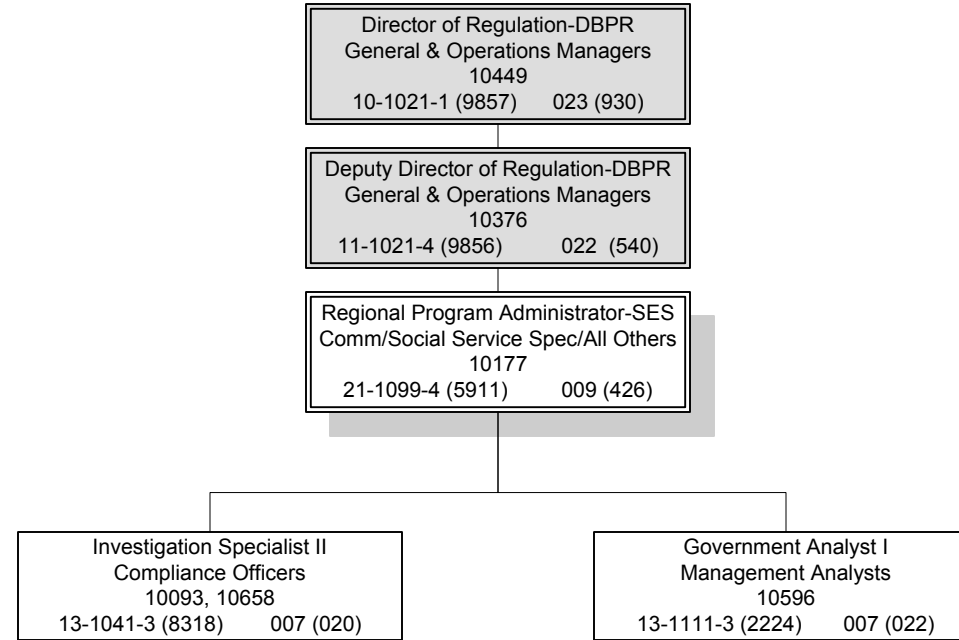 Director of Regulation-DBPR
General & Operations Managers
10449
10-1021-1 (9857) 023 (930)
Deputy Director of Regulation-DBPR
General & Operations Managers
10376
11-1021-4 (9856) 022 (540)
Regional Program Administrator-SES
Comm/Social Service Spec/All Others
10177
21-1099-4 (5911) 009 (426)
Investigation Specialist II
Compliance Officers
10093, 10658
13-1041-3 (8318) 007 (020)
Government Analyst I
Management Analysts
10596
13-1111-3 (2224) 007 (022)